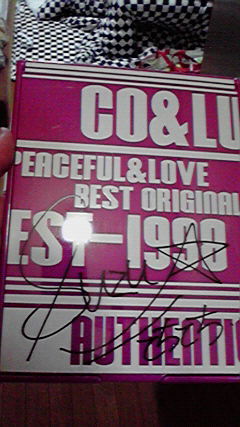 CO&LU
PEACEFUL&LOVE
BEST ORIGINAL
EST-1990
AUTHENTIC